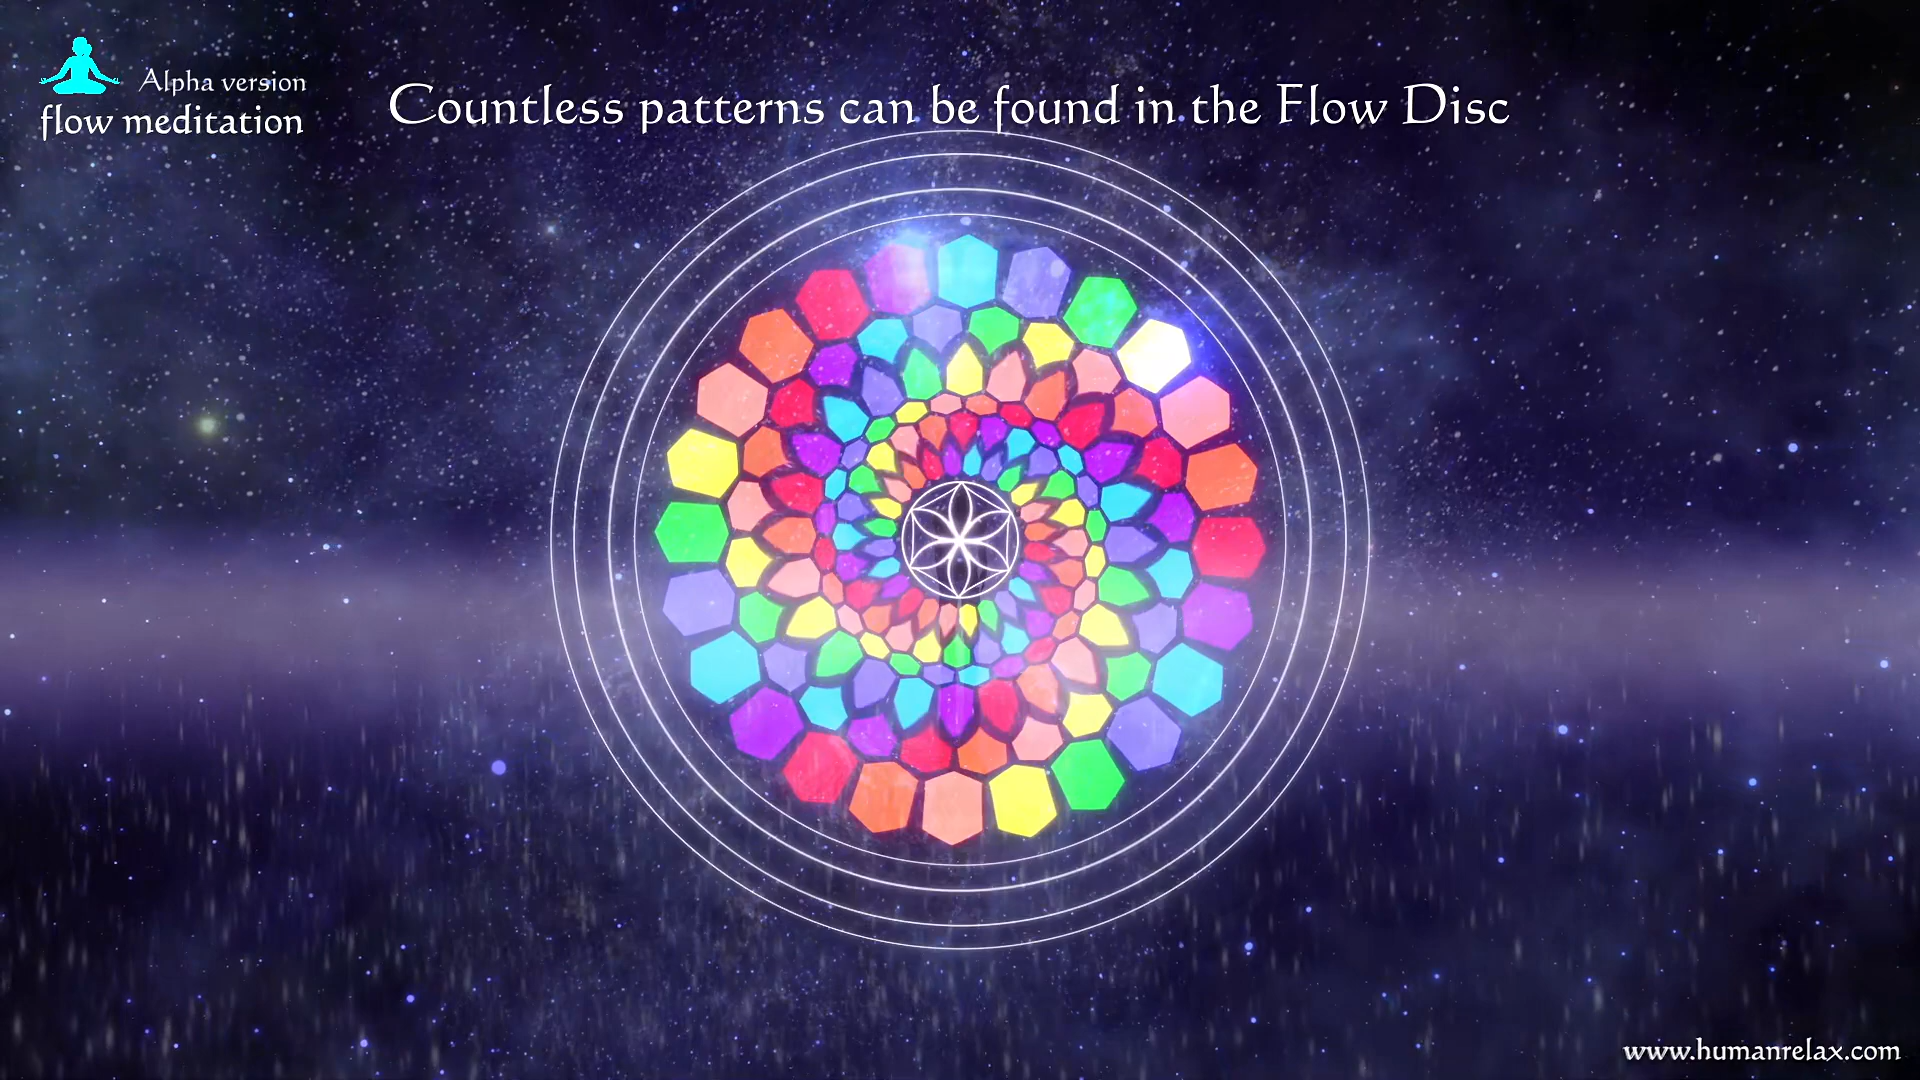 Alpha version
flow meditation
Countless patterns can be found in the Flow Disc
www.humanrelax.com